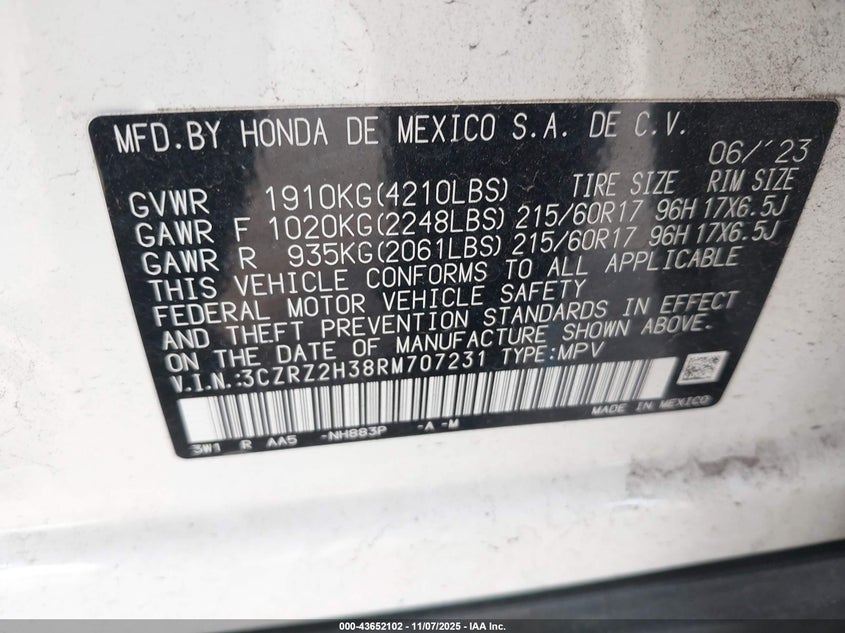 MFD.BY HONDA DE MEXICO S.A. DE C.V.
06/'23
GVWR 1910KG(4210LBS) TIRE SIZE RIM SIZE
GAWR F 1020KG(2248LBS) 215/60R17 96H 17X6.5J
GAWR R 935KG(2061LBS) 215/60R17 96H 17X6.5J
THIS VEHICLE CONFORMS TO ALL APPLICABLE
FEDERAL MOTOR VEHICLE SAFETY
AND THEFT PREVENTION STANDARDS IN EFFECT
ON THE DATE OF MANUFACTURE SHOWN ABOVE.
V.I.N.:3CZRZ2H38RM707231 TYPE:MPV
MADE IN MEXICO
3W1 R AA5 -NH883P -A -M
000-43652102 - 11/07/2025 - IAA Inc.